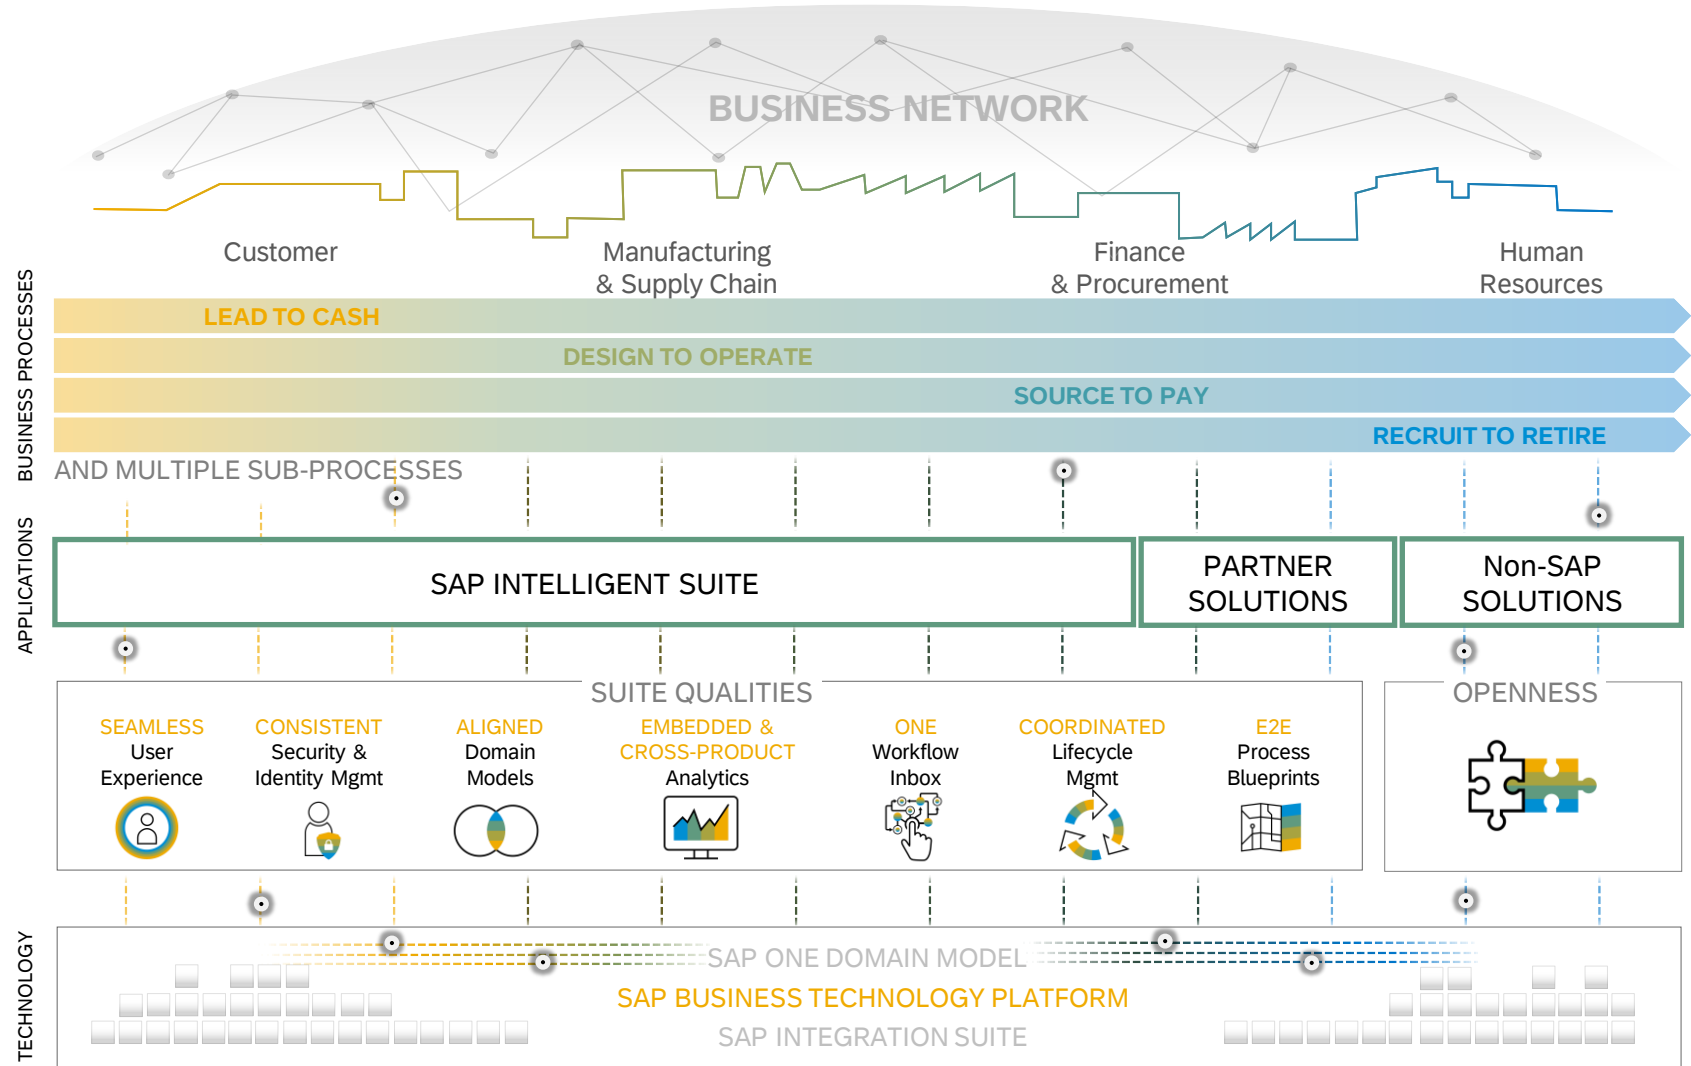 BUSINESS NETWORK
Customer
Manufacturing
& Supply Chain
Finance
& Procurement
Human
Resources
BUSINESS PROCESSES
LEAD TO CASH
DESIGN TO OPERATE
SOURCE TO PAY
RECRUIT TO RETIRE
AND MULTIPLE SUB-PROCESSES
APPLICATIONS
SAP INTELLIGENT SUITE
PARTNER
SOLUTIONS
Non-SAP
SOLUTIONS
SUITE QUALITIES
SEAMLESS
User
Experience
CONSISTENT
Security &
Identity Mgmt
ALIGNED
Domain
Models
EMBEDDED &
CROSS-PRODUCT
Analytics
ONE
Workflow
Inbox
COORDINATED
Lifecycle
Mgmt
E2E
Process
Blueprints
OPENNESS
TECHNOLOGY
SAP ONE DOMAIN MODEL
SAP BUSINESS TECHNOLOGY PLATFORM
SAP INTEGRATION SUITE